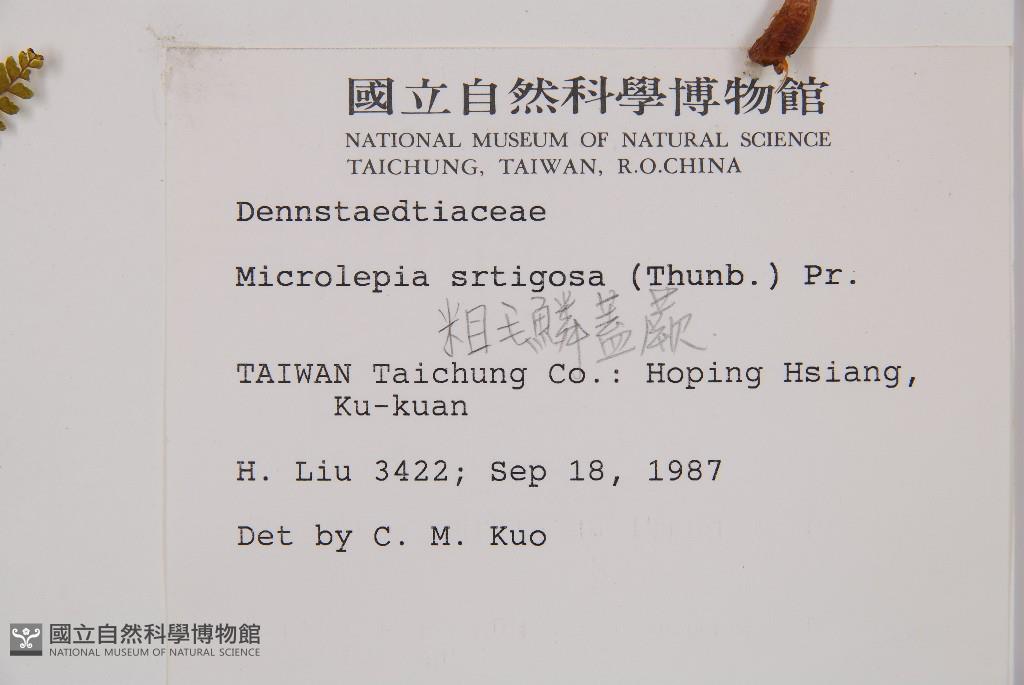 國立自然科學博物館
NATIONAL MUSEUM OF NATURAL SCIENCE
TAICHUNG, TAIWAN, R.O.CHINA
Dennstaedtiaceae
Microlepia srtigosa (Thunb.) Pr.
粗毛鱗蓋蕨
TAIWAN Taichung Co.: Hoping Hsiang,
Ku-kuan
H. Liu 3422; Sep 18, 1987
Det by C. M. Kuo
國立自然科學博物館
NATIONAL MUSEUM OF NATURAL SCIENCE